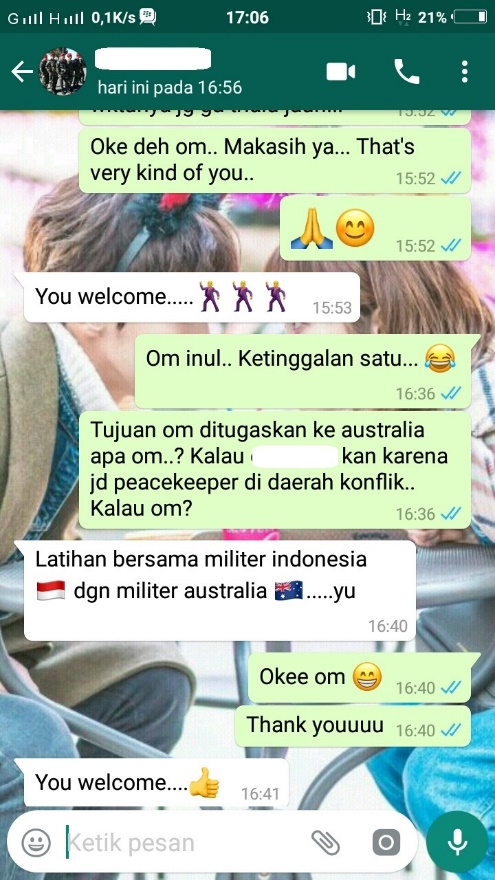 G H 0,1K/s 17:06 H₂ 21%
hari ini pada 16:56
15:52
Oke deh om.. Makasih ya... That's
very kind of you..
15:52
🙏😊
15:52
You welcome.....🕺🕺🕺
15:53
Om inul.. Ketinggalan satu... 😂
16:36
Tujuan om ditugaskan ke australia
apa om..? Kalau kan karena
jd peacekeeper di daerah konflik..
Kalau om?
16:36
Latihan bersama militer indonesia
🇮🇩 dgn militer australia 🇦🇺.....yu
16:40
Okee om 😁
16:40
Thank youuuu
16:40
You welcome....👍
16:41
Ketik pesan